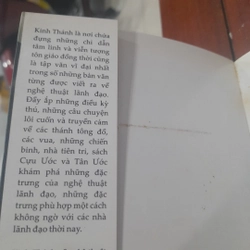 Kinh Thánh là nơi chứa
đựng những chỉ dẫn
tâm linh và viễn tượng
tôn giáo đồng thời cũng
là tập văn vĩ đại nhất
trong số những bản văn
từng được viết ra về
nghệ thuật lãnh đạo.
Đầy ắp những điều kỳ
thú, những câu chuyện
lôi cuốn và truyền cảm
về các thánh tông đồ,
các vua, những chiến
binh, nhà tiên tri, sách
Cựu Ước và Tân Ước
khám phá những đặc
trưng của nghệ thuật
lãnh đạo, những đặc
trưng phù hợp một cách
không ngờ với các nhà
lãnh đạo thời nay.